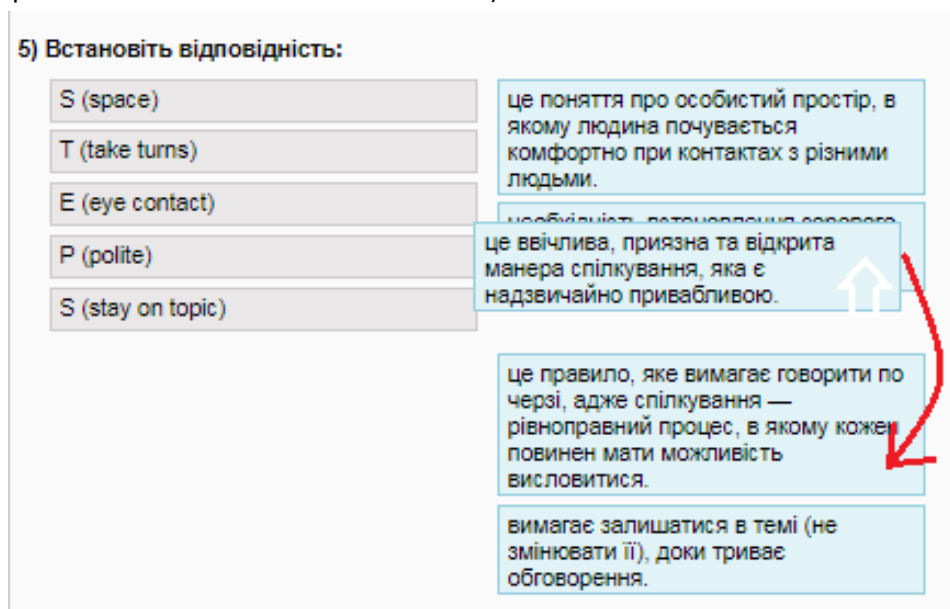 5) Встановіть відповідність:
S (space)
T (take turns)
E (eye contact)
P (polite)
S (stay on topic)
це поняття про особистий простір, в
якому людина почувається
комфортно при контактах з різними
людьми.
необхідність встановлення зорового
це ввічлива, приязна та відкрита
манера спілкування, яка є
надзвичайно привабливою.
це правило, яке вимагає говорити по
черзі, адже спілкування —
рівноправний процес, в якому кожен
повинен мати можливість
висловитися.
вимагає залишатися в темі (не
змінювати її), доки триває
обговорення.